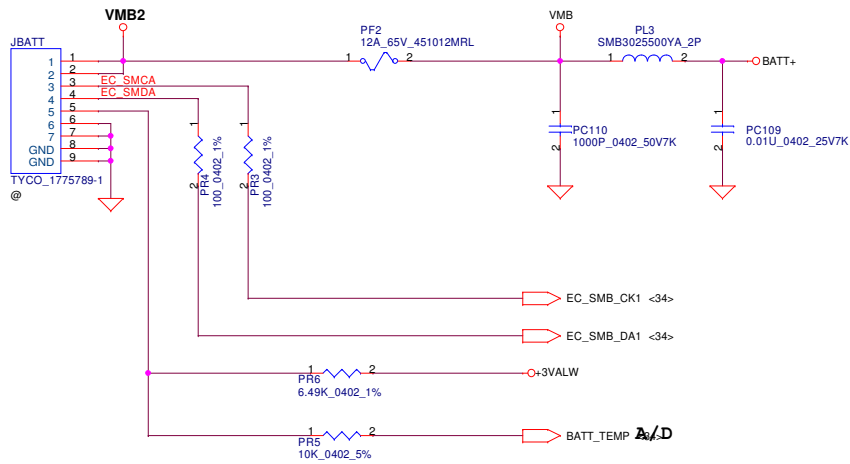 VMB2
VMB
JBATT
PF2
12A_65V_451012MRL
PL3
SMB3025500YA_2P
1 1
2 2
3 3 EC_SMCA
4 4 EC_SMDA
5 5
6 6
7 7
GND 8
GND 9
TYCO_1775789-1
@
1 2
1 2
BATT+
1
2
PR4
100_0402_1%
1
2
PR3
100_0402_1%
1
2
PC110
1000P_0402_50V7K
1
2
PC109
0.01U_0402_25V7K
EC_SMB_CK1 <34>
EC_SMB_DA1 <34>
1 2
PR6
6.49K_0402_1%
+3VALW
1 2
PR5
10K_0402_5%
BATT_TEMP A/D